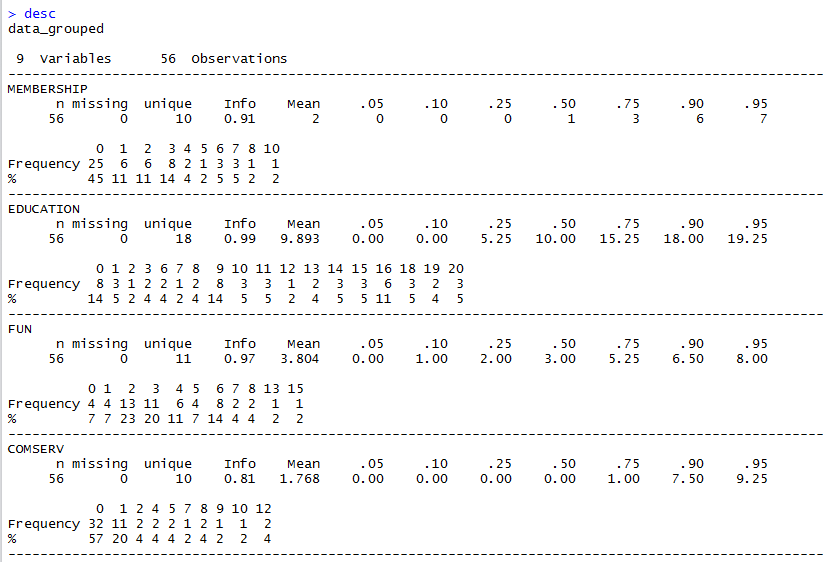 > desc
data_grouped

 9  Variables      56  Observations
--------------------------------------------------------------------------------
MEMBERSHIP
      n missing  unique    Info    Mean     .05     .10     .25     .50     .75     .90     .95
     56       0      10    0.91       2       0       0       0       1       3       6       7

           0  1  2  3 4 5 6 7 8 10
Frequency 25  6  6  8 2 1 3 3 1  1
%         45 11 11 14 4 2 5 5 2  2
--------------------------------------------------------------------------------
EDUCATION
      n missing  unique    Info    Mean     .05     .10     .25     .50     .75     .90     .95
     56       0      18    0.99   9.893    0.00    0.00    5.25   10.00   15.25   18.00   19.25

           0 1 2 3 6 7 8  9 10 11 12 13 14 15 16 18 19 20
Frequency  8 3 1 2 2 1 2  8  3  3  1  2  3  3  6  3  2  3
%         14 5 2 4 4 2 4 14  5  5  2  4  5  5 11  5  4  5
--------------------------------------------------------------------------------
FUN
      n missing  unique    Info    Mean     .05     .10     .25     .50     .75     .90     .95
     56       0      11    0.97   3.804    0.00    1.00    2.00    3.00    5.25    6.50    8.00

          0 1  2  3  4 5  6 7 8 13 15
Frequency 4 4 13 11  6 4  8 2 2  1  1
%         7 7 23 20 11 7 14 4 4  2  2
--------------------------------------------------------------------------------
COMSERV
      n missing  unique    Info    Mean     .05     .10     .25     .50     .75     .90     .95
     56       0      10    0.81   1.768    0.00    0.00    0.00    0.00    1.00    7.50    9.25

           0  1 2 4 5 7 8 9 10 12
Frequency 32 11 2 2 2 1 2 1  1  2
%         57 20 4 4 4 2 4 2  2  4
--------------------------------------------------------------------------------